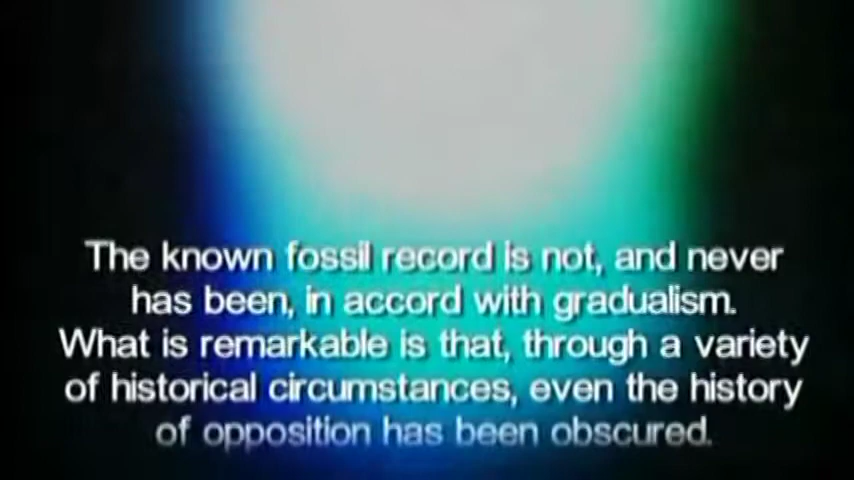 The known fossil record is not, and never
has been, in accord with gradualism.
What is remarkable is that, through a variety
of historical circumstances, even the history
of opposition has been obscured.